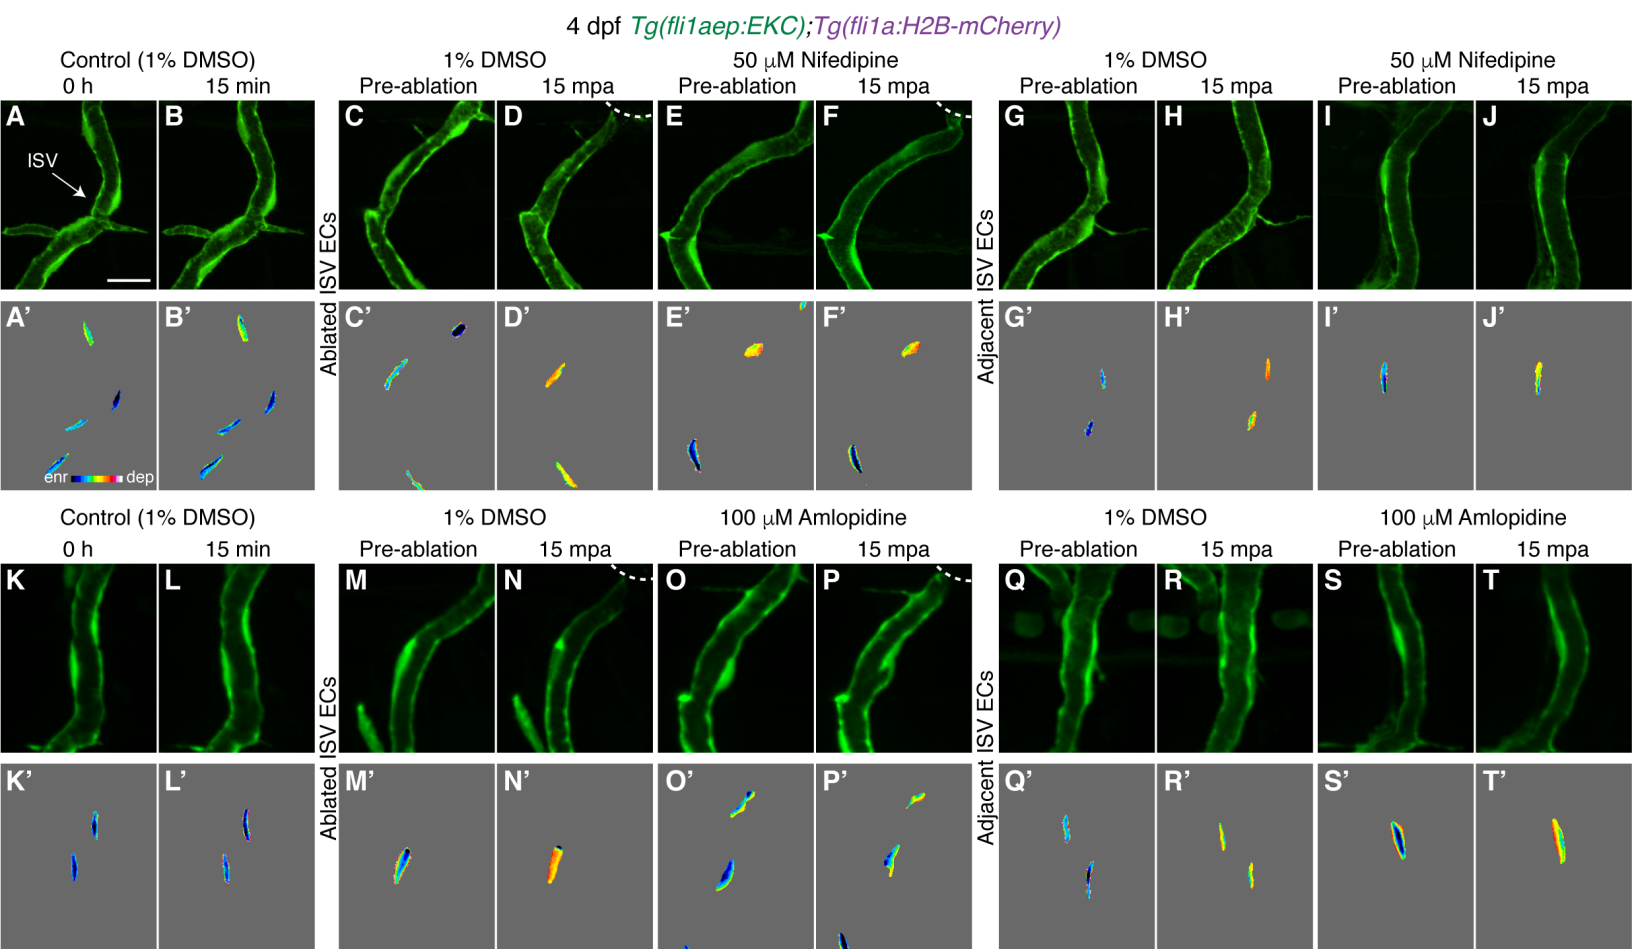 4 dpf Tg(fli1aep:EKC);Tg(fli1a:H2B-mCherry)
Control (1% DMSO) 1% DMSO 50 µM Nifedipine 1% DMSO 50 µM Nifedipine
0 h 15 min Pre-ablation 15 mpa Pre-ablation 15 mpa Pre-ablation 15 mpa Pre-ablation 15 mpa
A B C D E F G H I J
ISV
Ablated ISV ECs
Adjacent ISV ECs
A’ B’ C’ D’ E’ F’ G’ H’ I’ J’
enr dep
Control (1% DMSO) 1% DMSO 100 µM Amlopidine 1% DMSO 100 µM Amlopidine
0 h 15 min Pre-ablation 15 mpa Pre-ablation 15 mpa Pre-ablation 15 mpa Pre-ablation 15 mpa
K L M N O P Q R S T
Ablated ISV ECs
Adjacent ISV ECs
K’ L’ M’ N’ O’ P’ Q’ R’ S’ T’